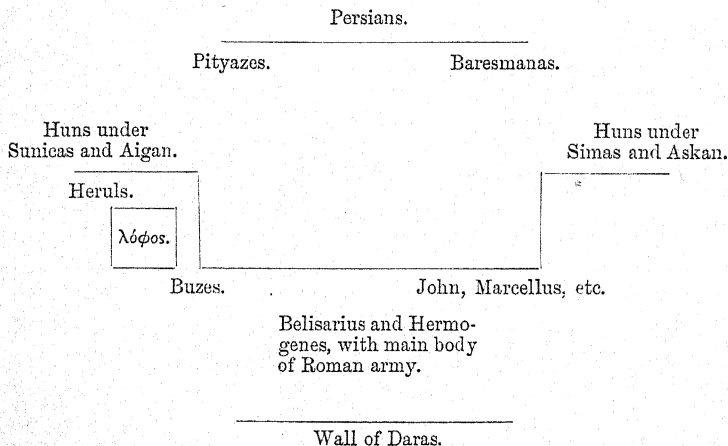 Persians.
Pityazes. Baresmanas.
Huns under
Sunicas and Aigan.
Huns under
Simas and Askan.
Heruls.
λόφος.
Buzes. John, Marcellus, etc.
Belisarius and Hermo-
genes, with main body
of Roman army.
Wall of Daras.